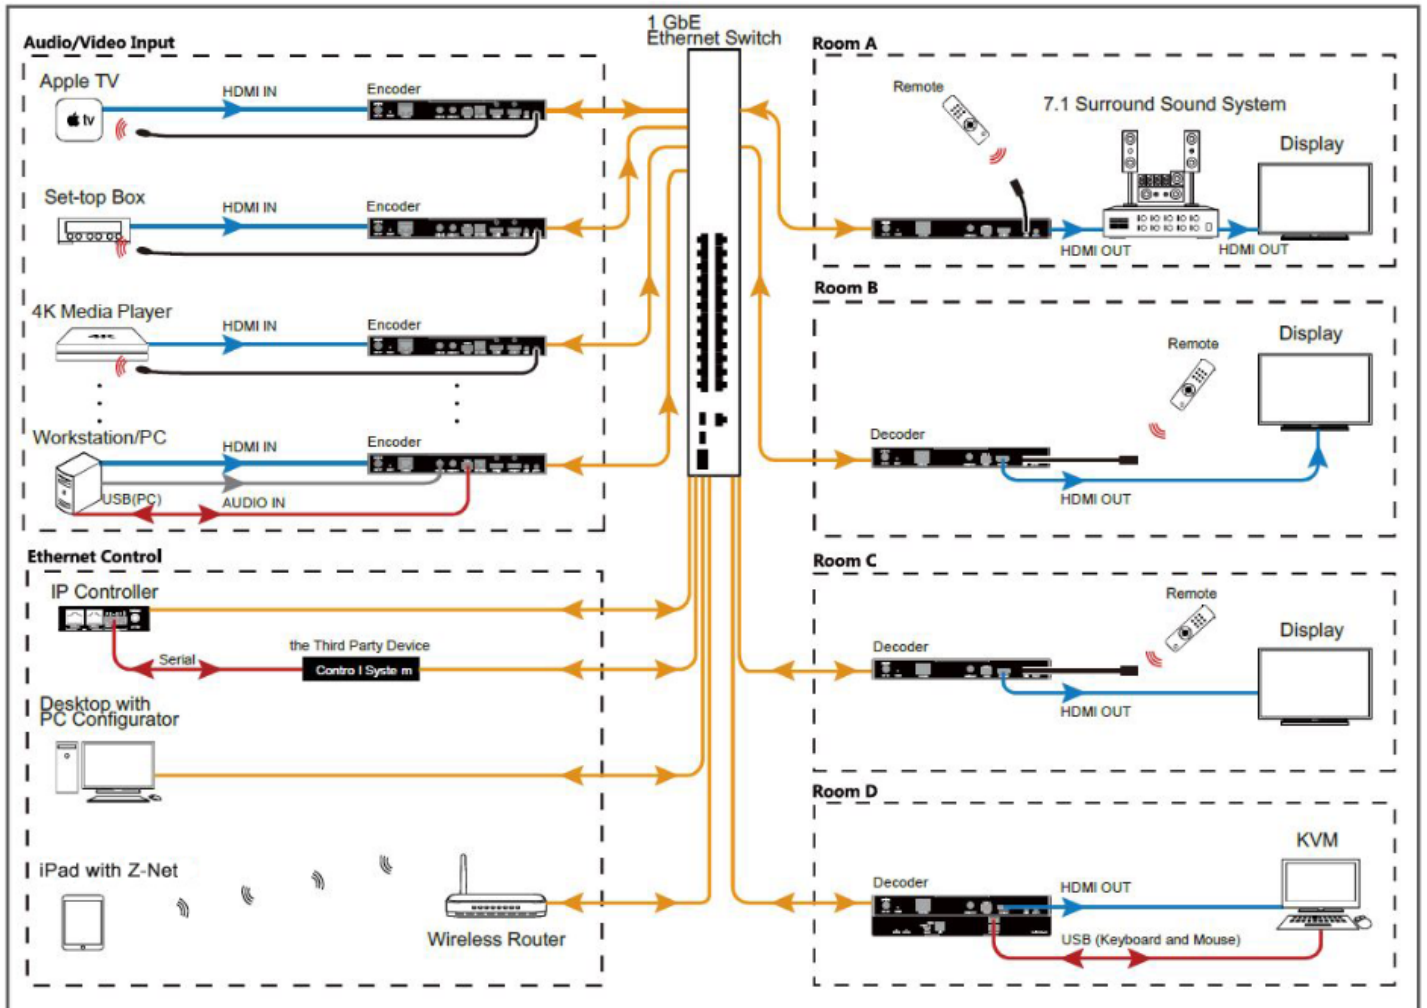 1 GbE
Ethernet Switch
Audio/Video Input
Apple TV
HDMI IN
Encoder
tv
Set-top Box
HDMI IN
Encoder
4K Media Player
HDMI IN
Encoder
4K
Workstation/PC
HDMI IN
Encoder
USB(PC)
AUDIO IN
Ethernet Control
IP Controller
the Third Party Device
Serial
Contro l Syste m
Desktop with
PC Configurator
iPad with Z-Net
Wireless Router
Room A
Remote
7.1 Surround Sound System
Display
HDMI OUT
HDMI OUT
Room B
Remote
Display
Decoder
HDMI OUT
Room C
Remote
Display
Decoder
HDMI OUT
Room D
KVM
Decoder
HDMI OUT
USB (Keyboard and Mouse)